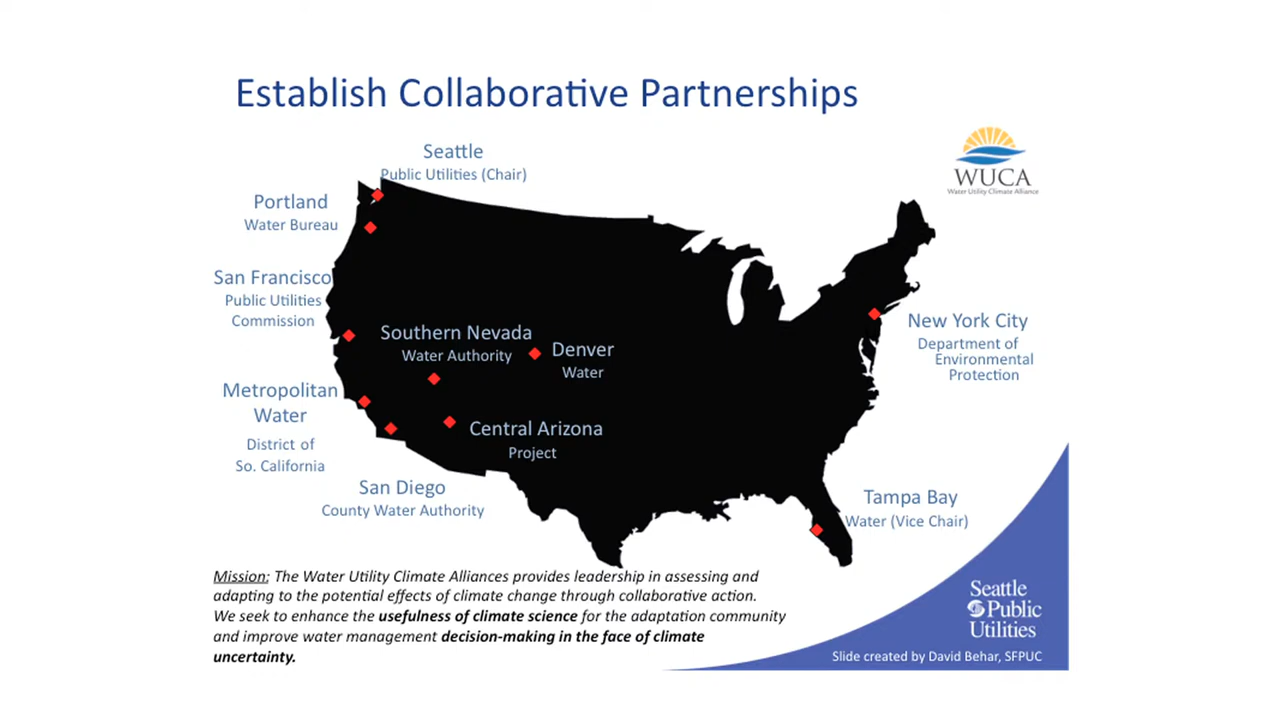 Establish Collaborative Partnerships
WUCA
Water Utility Climate Alliance
Seattle
Public Utilities (Chair)
Portland
Water Bureau
San Francisco
Public Utilities
Commission
Southern Nevada
Water Authority
Denver
Water
New York City
Department of
Environmental
Protection
Metropolitan
Water
District of
So. California
Central Arizona
Project
San Diego
County Water Authority
Tampa Bay
Water (Vice Chair)
Mission: The Water Utility Climate Alliances provides leadership in assessing and
adapting to the potential effects of climate change through collaborative action.
We seek to enhance the usefulness of climate science for the adaptation community
and improve water management decision-making in the face of climate
uncertainty.
Seattle
Public
Utilities
Slide created by David Behar, SFPUC